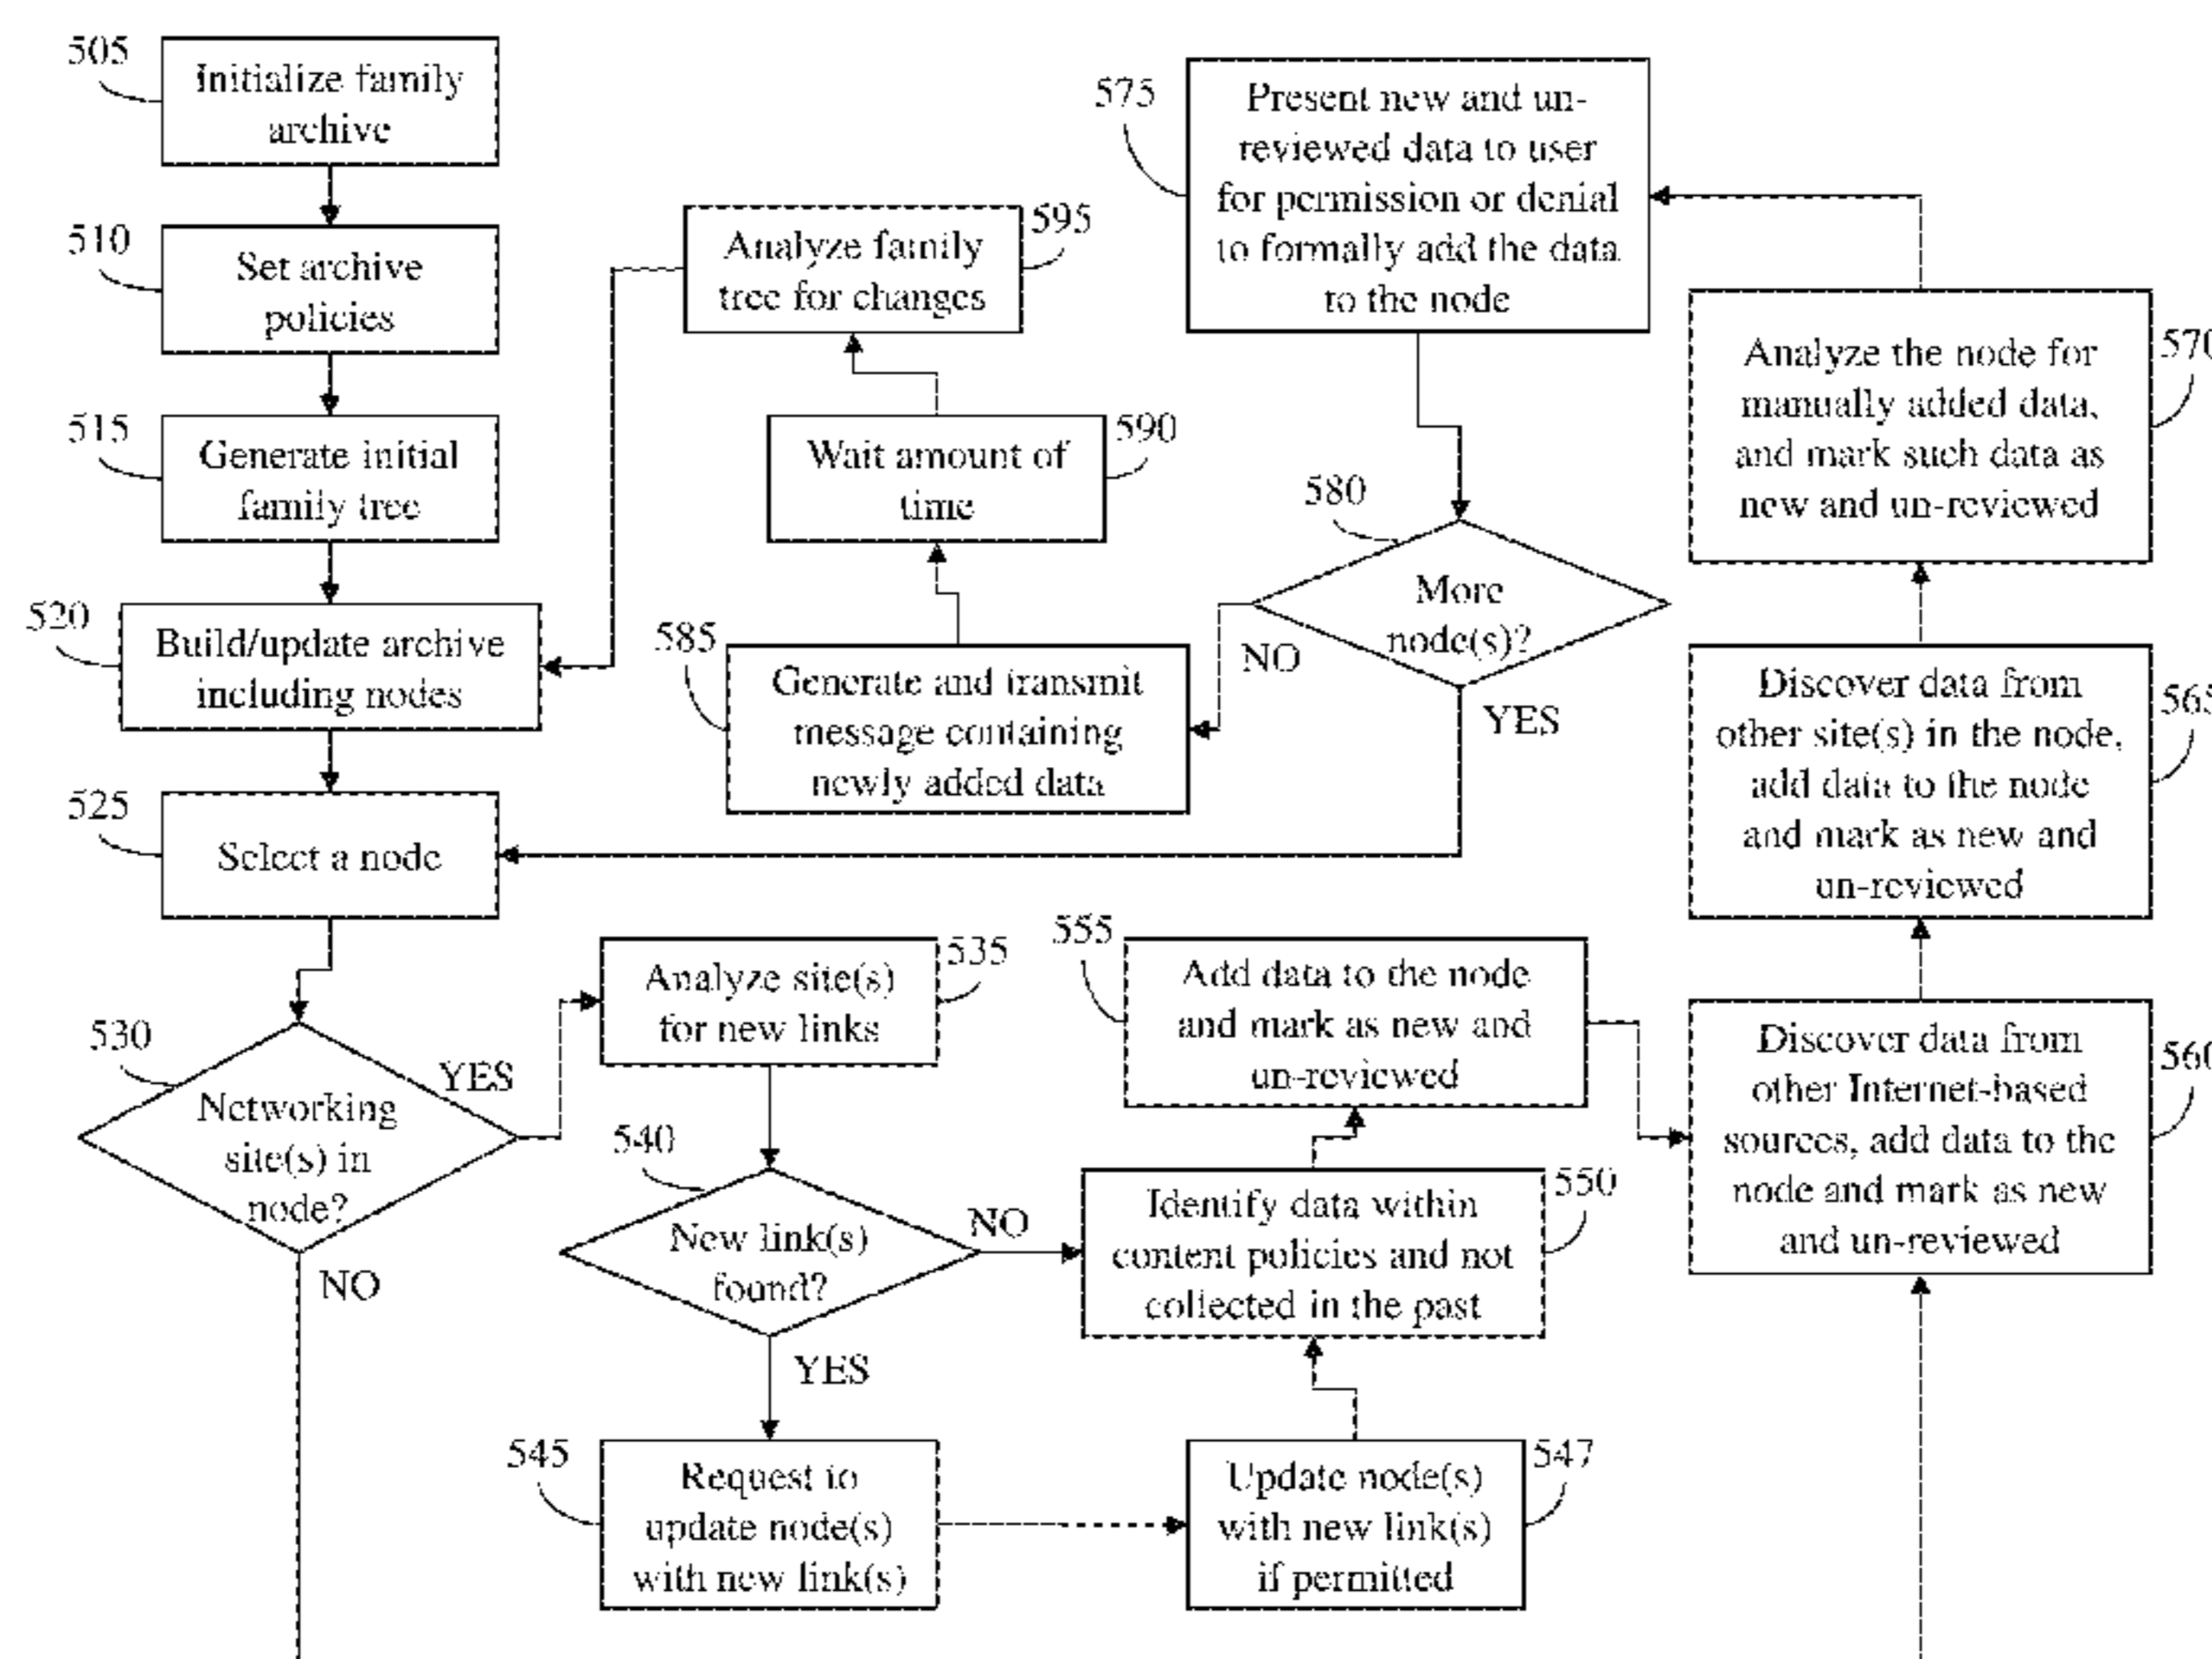 505
Initialize family
archive
510
Set archive
policies
515
Generate initial
family tree
520
Build/update archive
including nodes
525
Select a node
530
Networking
site(s) in
node?
YES
NO
535
Analyze site(s)
for new links
540
New link(s)
found?
NO
YES
545
Request to
update node(s)
with new link(s)
547
Update node(s)
with new link(s)
if permitted
550
Identify data within
content policies and not
collected in the past
555
Add data to the node
and mark as new and
un-reviewed
560
Discover data from
other Internet-based
sources, add data to the
node and mark as new
and un-reviewed
565
Discover data from
other site(s) in the node,
add data to the node
and mark as new and
un-reviewed
570
Analyze the node for
manually added data,
and mark such data as
new and un-reviewed
575
Present new and un-
reviewed data to user
for permission or denial
to formally add the data
to the node
580
More
node(s)?
NO
YES
585
Generate and transmit
message containing
newly added data
590
Wait amount of
time
595
Analyze family
tree for changes